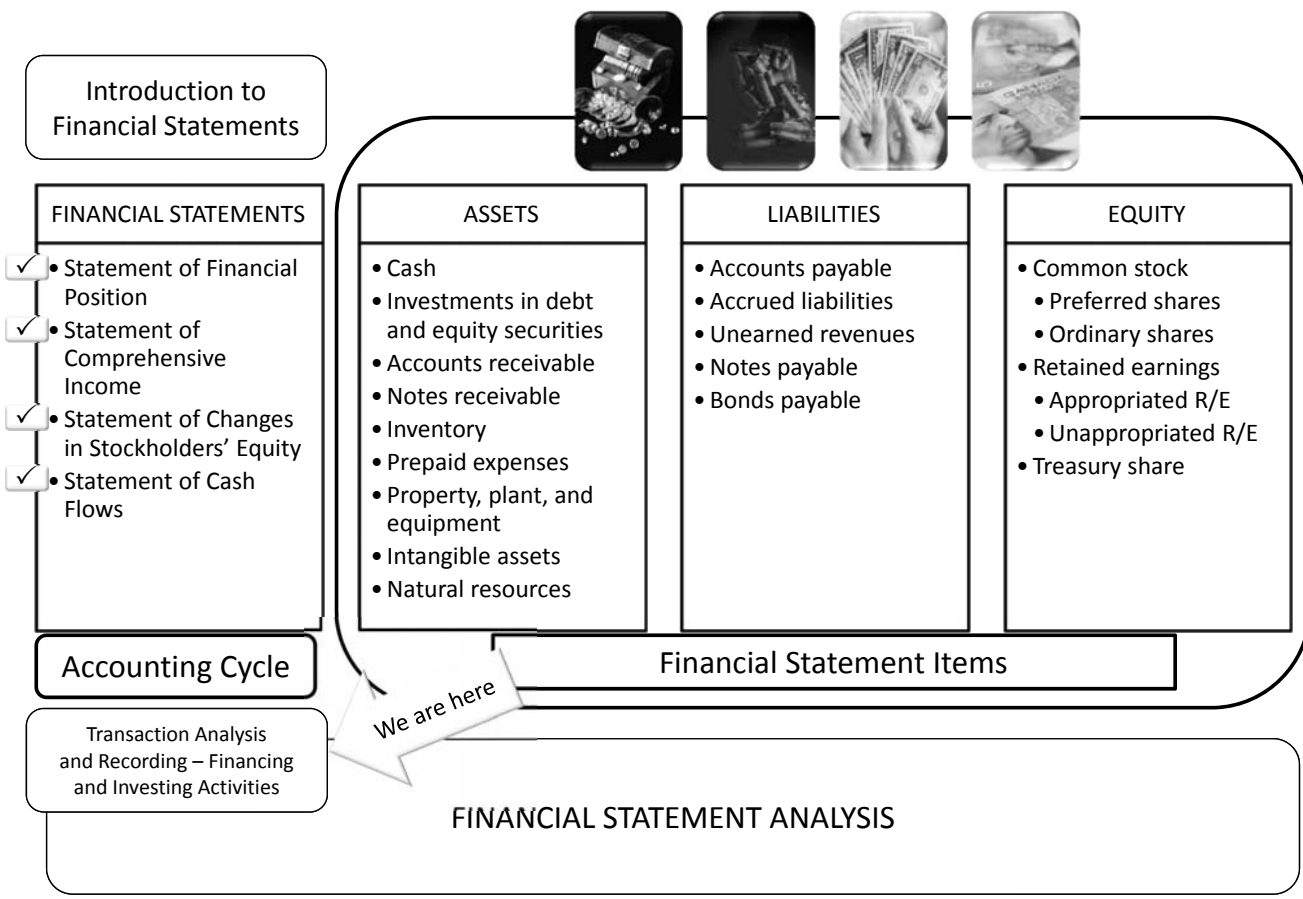 Introduction to
Financial Statements
FINANCIAL STATEMENTS
✓ • Statement of Financial
Position
✓ • Statement of
Comprehensive
Income
✓ • Statement of Changes
in Stockholders’ Equity
✓ • Statement of Cash
Flows
ASSETS
• Cash
• Investments in debt
and equity securities
• Accounts receivable
• Notes receivable
• Inventory
• Prepaid expenses
• Property, plant, and
equipment
• Intangible assets
• Natural resources
LIABILITIES
• Accounts payable
• Accrued liabilities
• Unearned revenues
• Notes payable
• Bonds payable
EQUITY
• Common stock
• Preferred shares
• Ordinary shares
• Retained earnings
• Appropriated R/E
• Unappropriated R/E
• Treasury share
Accounting Cycle
Financial Statement Items
We are here
Transaction Analysis
and Recording – Financing
and Investing Activities
FINANCIAL STATEMENT ANALYSIS